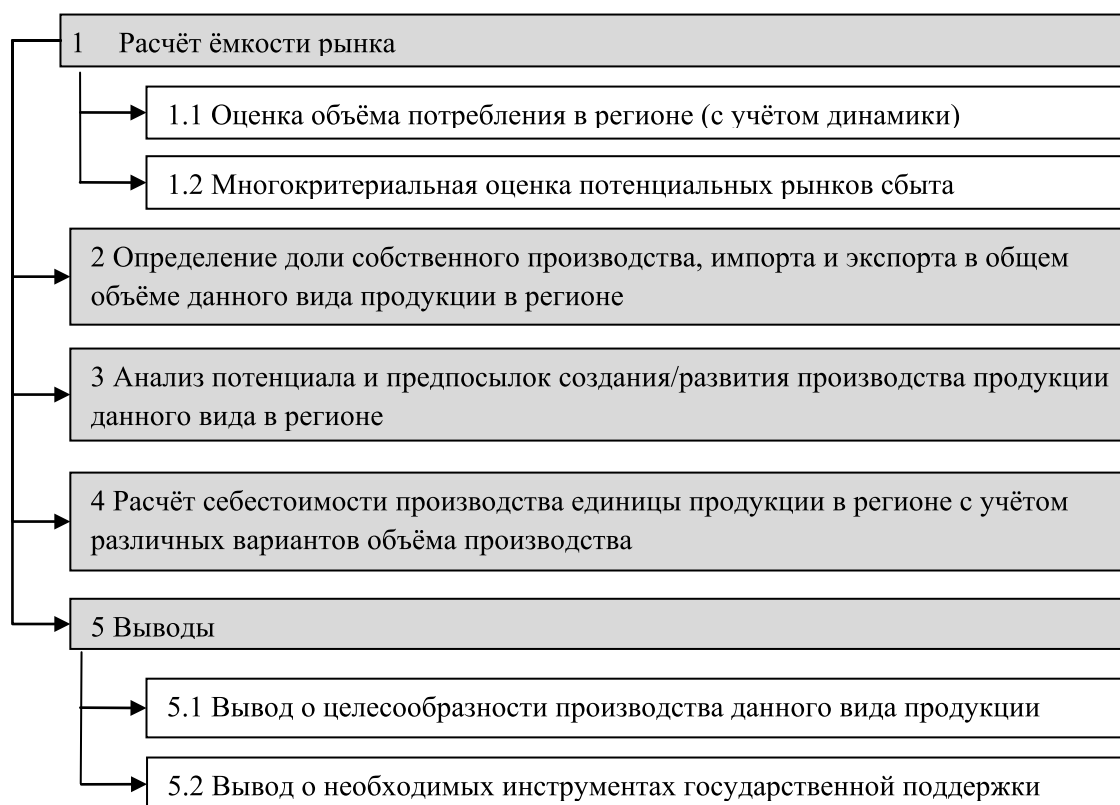 1 Расчёт ёмкости рынка
1.1 Оценка объёма потребления в регионе (с учётом динамики)
1.2 Многокритериальная оценка потенциальных рынков сбыта
2 Определение доли собственного производства, импорта и экспорта в общем
объёме данного вида продукции в регионе
3 Анализ потенциала и предпосылок создания/развития производства продукции
данного вида в регионе
4 Расчёт себестоимости производства единицы продукции в регионе с учётом
различных вариантов объёма производства
5 Выводы
5.1 Вывод о целесообразности производства данного вида продукции
5.2 Вывод о необходимых инструментах государственной поддержки